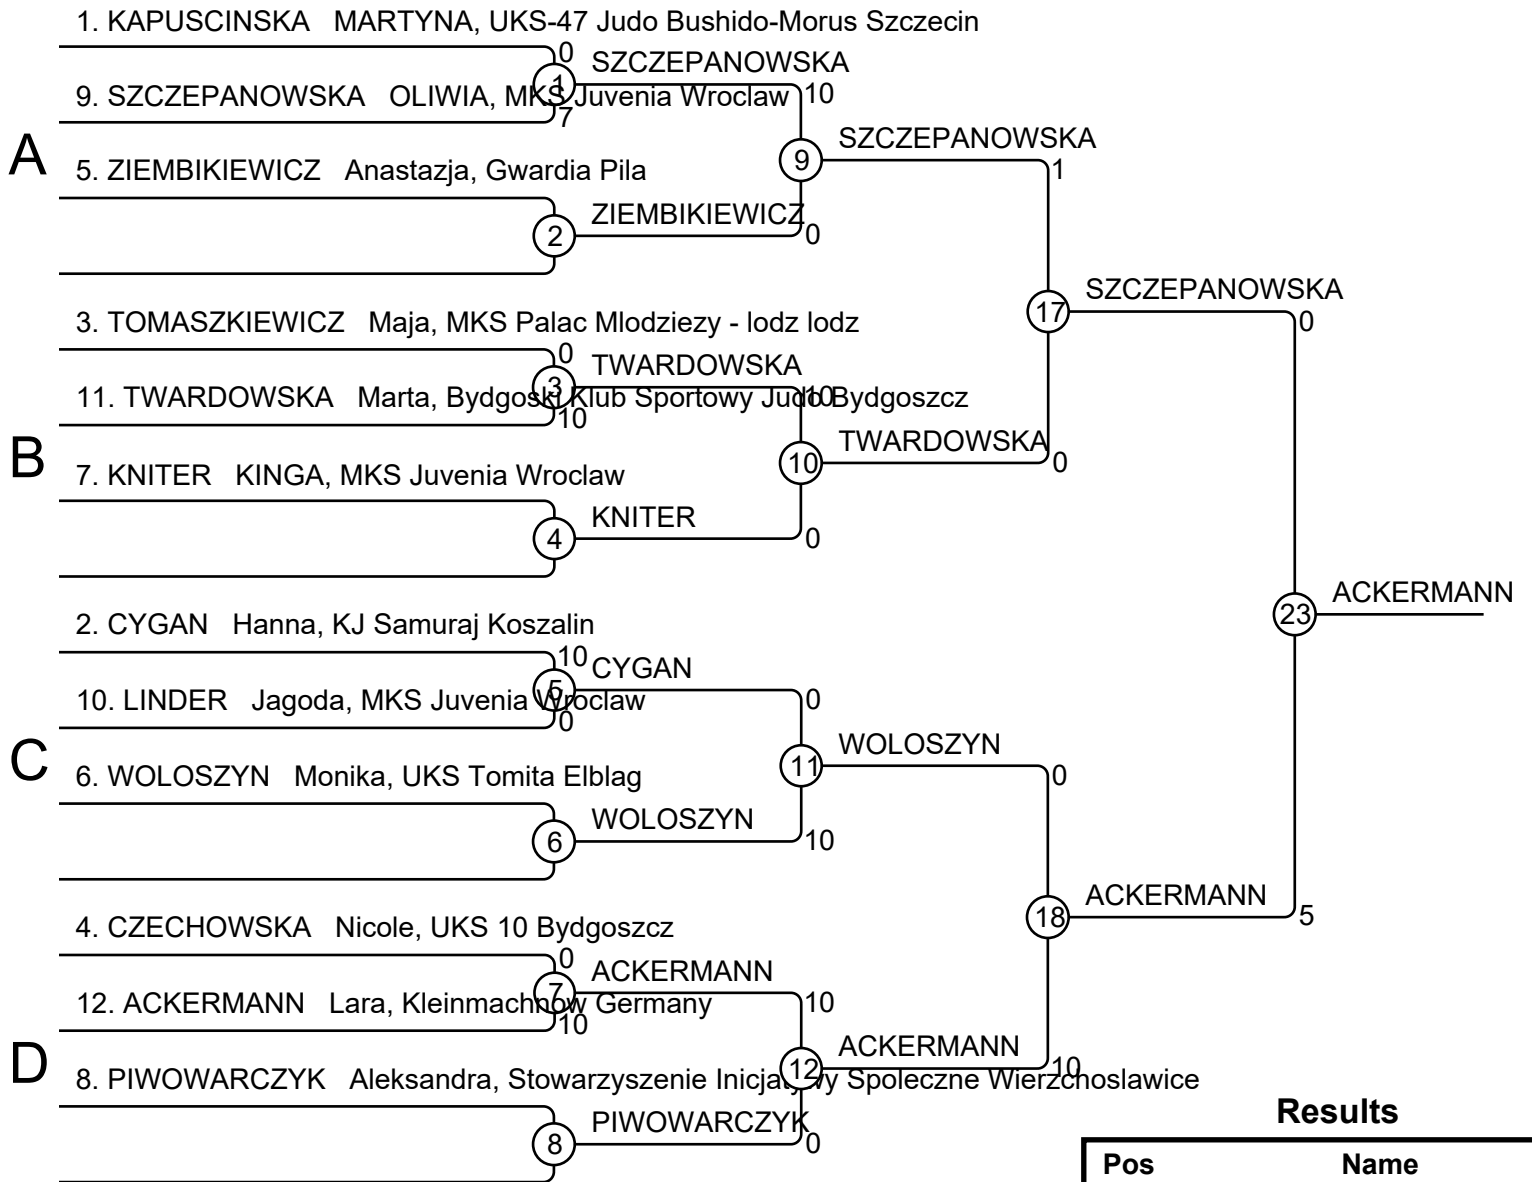 1. KAPUSCINSKA MARTYNA, UKS-47 Judo Bushido-Morus Szczecin
0
SZCZEPANOWSKA
1
10
9. SZCZEPANOWSKA OLIWIA, MKS Juvenia Wroclaw
7
SZCZEPANOWSKA
A
9
5. ZIEMBIKIEWICZ Anastazja, Gwardia Pila
1
ZIEMBIKIEWICZ
2
0
SZCZEPANOWSKA
3. TOMASZKIEWICZ Maja, MKS Palac Mlodziezy - lodz lodz
17
0
0
TWARDOWSKA
3
10
11. TWARDOWSKA Marta, Bydgoski Klub Sportowy Judo Bydgoszcz
10
TWARDOWSKA
B
10
0
7. KNITER KINGA, MKS Juvenia Wroclaw
KNITER
4
0
ACKERMANN
23
2. CYGAN Hanna, KJ Samuraj Koszalin
10
CYGAN
5
0
10. LINDER Jagoda, MKS Juvenia Wroclaw
0
WOLOSZYN
C
11
0
6. WOLOSZYN Monika, UKS Tomita Elblag
WOLOSZYN
6
10
ACKERMANN
18
5
4. CZECHOWSKA Nicole, UKS 10 Bydgoszcz
0
ACKERMANN
7
10
12. ACKERMANN Lara, Kleinmachnow Germany
10
ACKERMANN
D
12
10
8. PIWOWARCZYK Aleksandra, Stowarzyszenie Inicjatywy Spoleczne Wierzchoslawice
PIWOWARCZYK
8
0
Results
Pos Name